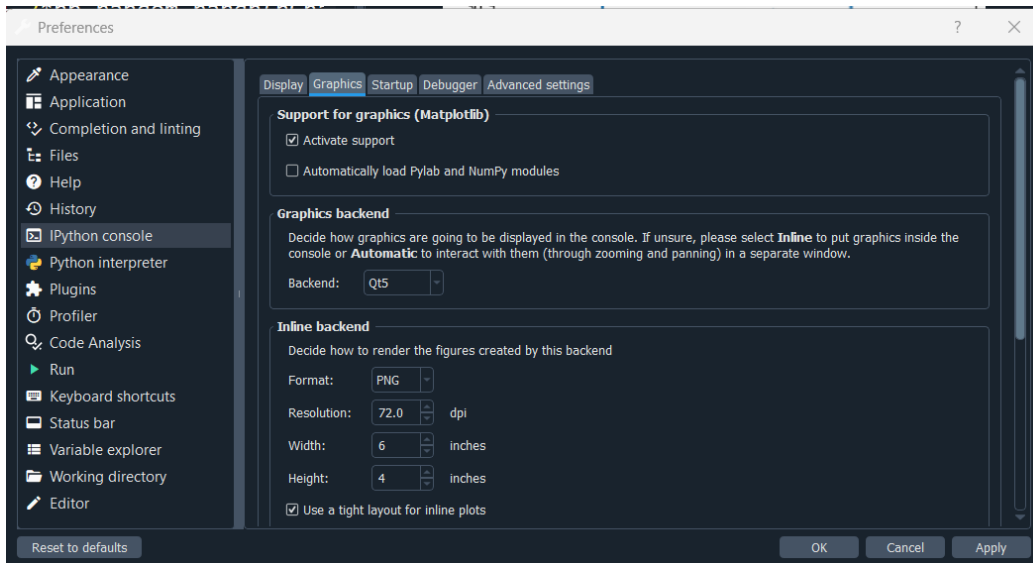 Preferences
?
Appearance
Application
Completion and linting
Files
Help
History
IPython console
Python interpreter
Plugins
Profiler
Code Analysis
Run
Keyboard shortcuts
Status bar
Variable explorer
Working directory
Editor
Display Graphics Startup Debugger Advanced settings
Support for graphics (Matplotlib)
Activate support
Automatically load Pylab and NumPy modules
Graphics backend
Decide how graphics are going to be displayed in the console. If unsure, please select Inline to put graphics inside the
console or Automatic to interact with them (through zooming and panning) in a separate window.
Backend: Qt5
Inline backend
Decide how to render the figures created by this backend
Format: PNG
Resolution: 72.0 dpi
Width: 6 inches
Height: 4 inches
Use a tight layout for inline plots
Reset to defaults
OK Cancel Apply